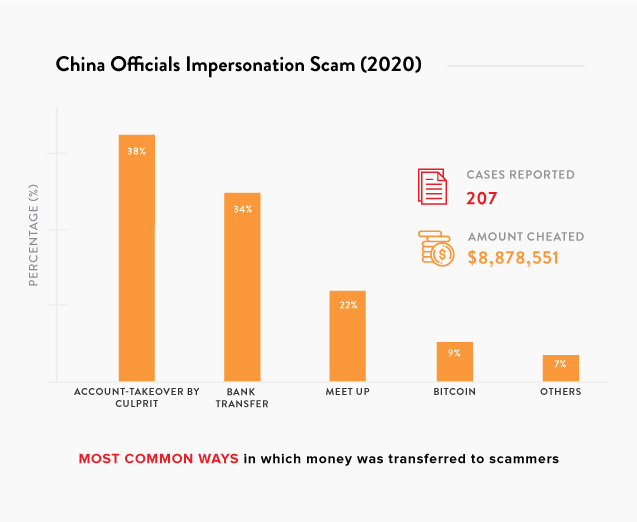 China Officials Impersonation Scam (2020)
PERCENTAGE (%)
38%
34%
22%
9%
7%
CASES REPORTED
207
AMOUNT CHEATED
$8,878,551
ACCOUNT-TAKEOVER BY
CULPRIT
BANK
TRANSFER
MEET UP
BITCOIN
OTHERS
MOST COMMON WAYS in which money was transferred to scammers